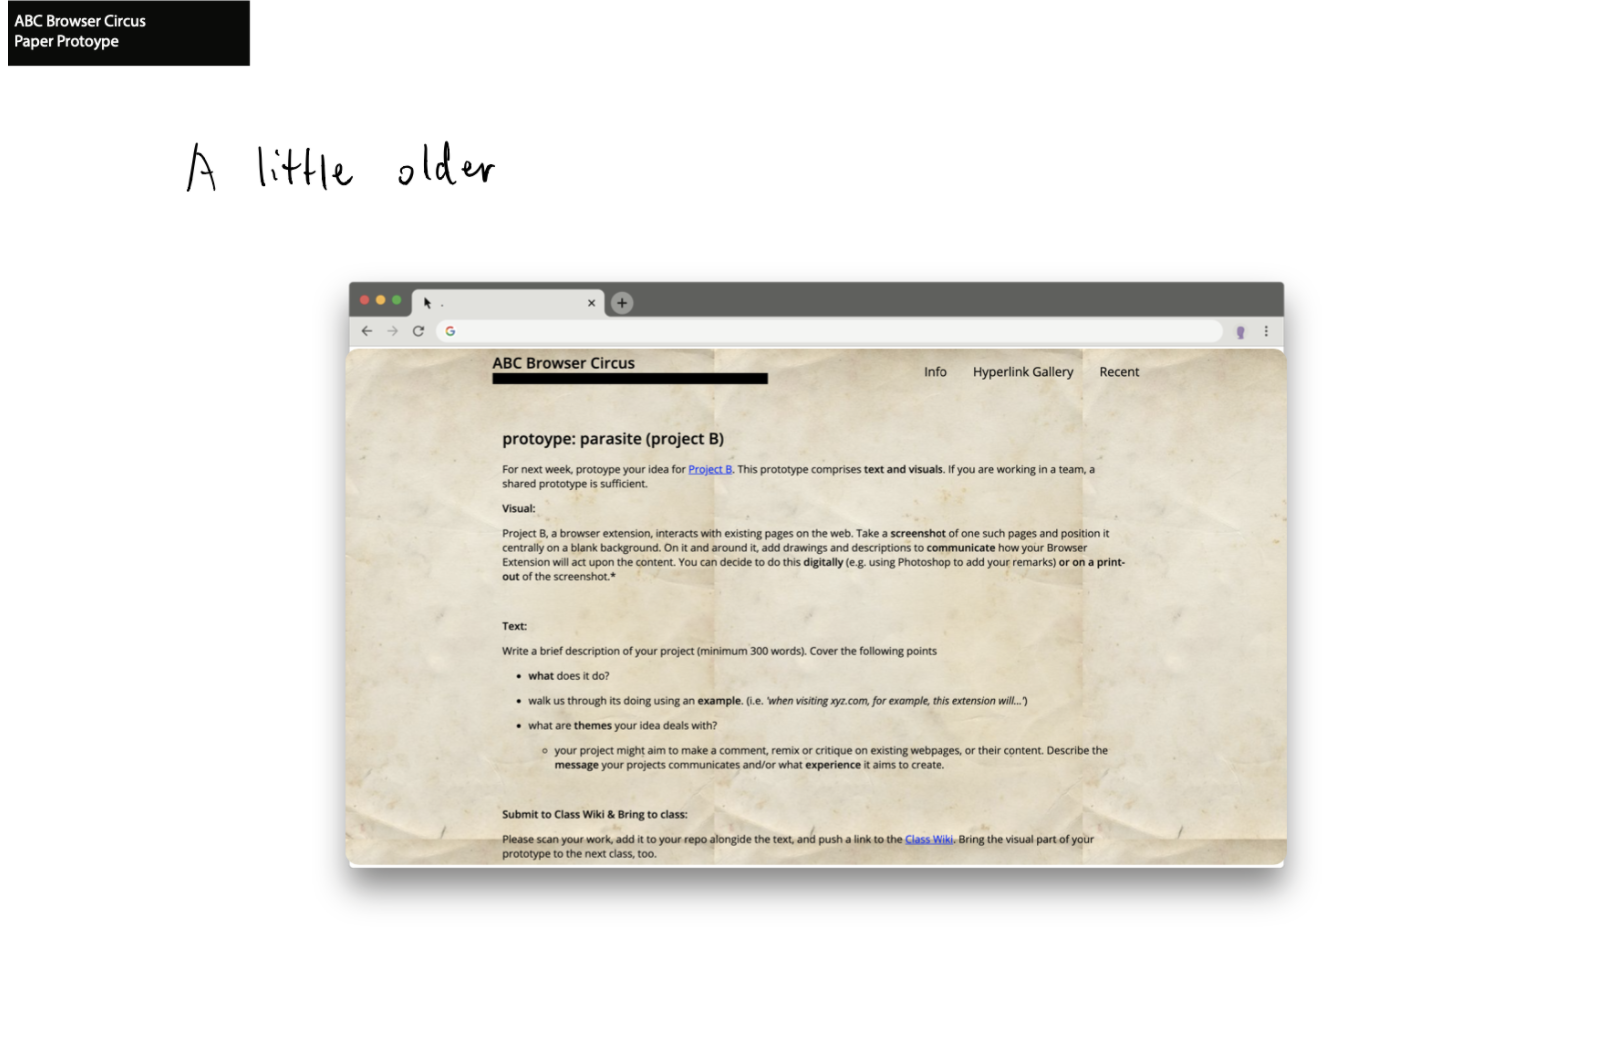 ABC Browser Circus
Paper Protoype
A little older
ABC Browser Circus
Info Hyperlink Gallery Recent
protoype: parasite (project B)
For next week, protoype your idea for Project B. This prototype comprises text and visuals. If you are working in a team, a
shared prototype is sufficient.
Visual:
Project B, a browser extension, interacts with existing pages on the web. Take a screenshot of one such pages and position it
centrally on a blank background. On it and around it, add drawings and descriptions to communicate how your Browser
Extension will act upon the content. You can decide to do this digitally (e.g. using Photoshop to add your remarks) or on a print-
out of the screenshot.*
Text:
Write a brief description of your project (minimum 300 words). Cover the following points
• what does it do?
• walk us through its doing using an example. (i.e. 'when visiting xyz.com, for example, this extension will...')
• what are themes your idea deals with?
◦ your project might aim to make a comment, remix or critique on existing webpages, or their content. Describe the
message your projects communicates and/or what experience it aims to create.
Submit to Class Wiki & Bring to class:
Please scan your work, add it to your repo alongside the text, and push a link to the Class Wiki. Bring the visual part of your
prototype to the next class, too.